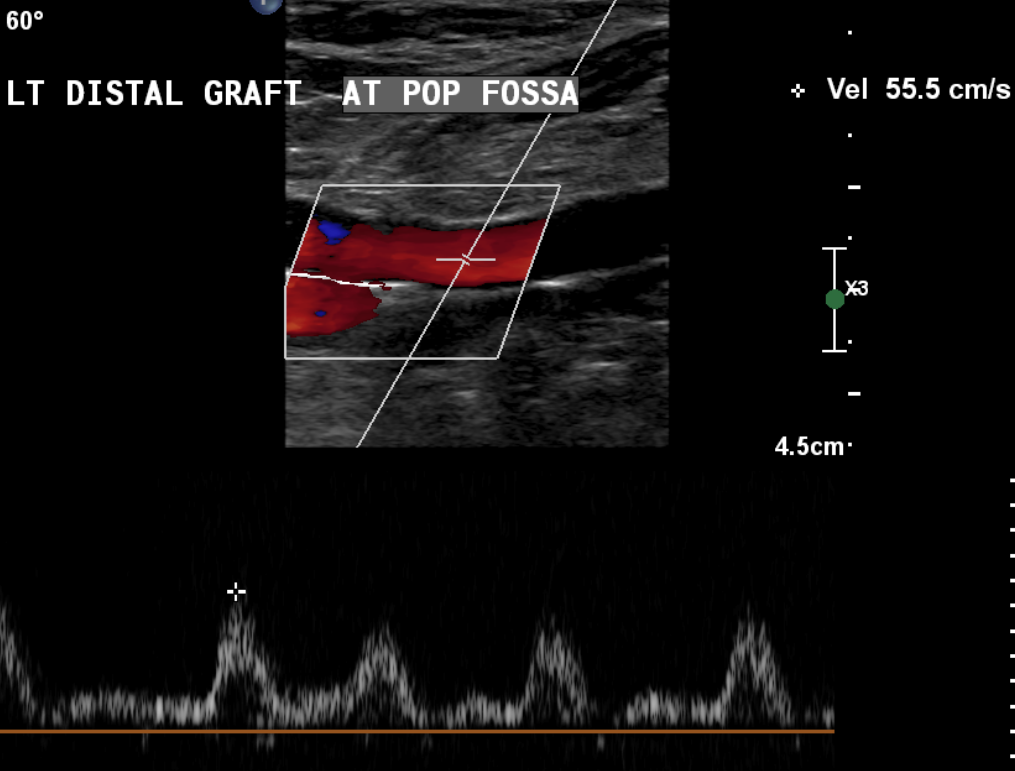 60°
LT DISTAL GRAFT AT POP FOSSA
Vel 55.5 cm/s
X3
4.5cm